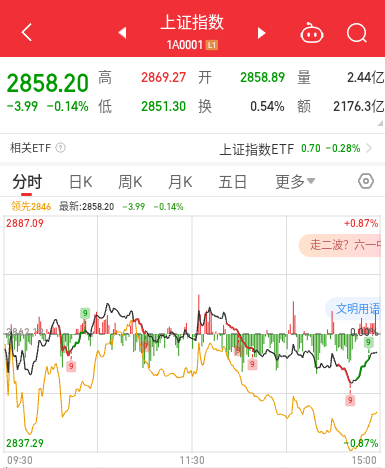 上证指数
1A0001 L1
2858.20 高 2869.27 开 2858.89 量 2.44亿
-3.99 -0.14% 低 2851.30 换 0.54% 额 2176.3亿
相关ETF ? 上证指数ETF 0.70 -0.28%
分时 日K 周K 月K 五日 更多
领先2846 最新:2858.20 -3.99 -0.14%
2887.09 +0.87%
走二波？六一中
9 文明用语
0.00%
9
9 9 9
9
2837.29 -0.87%
09:30 11:30 15:00